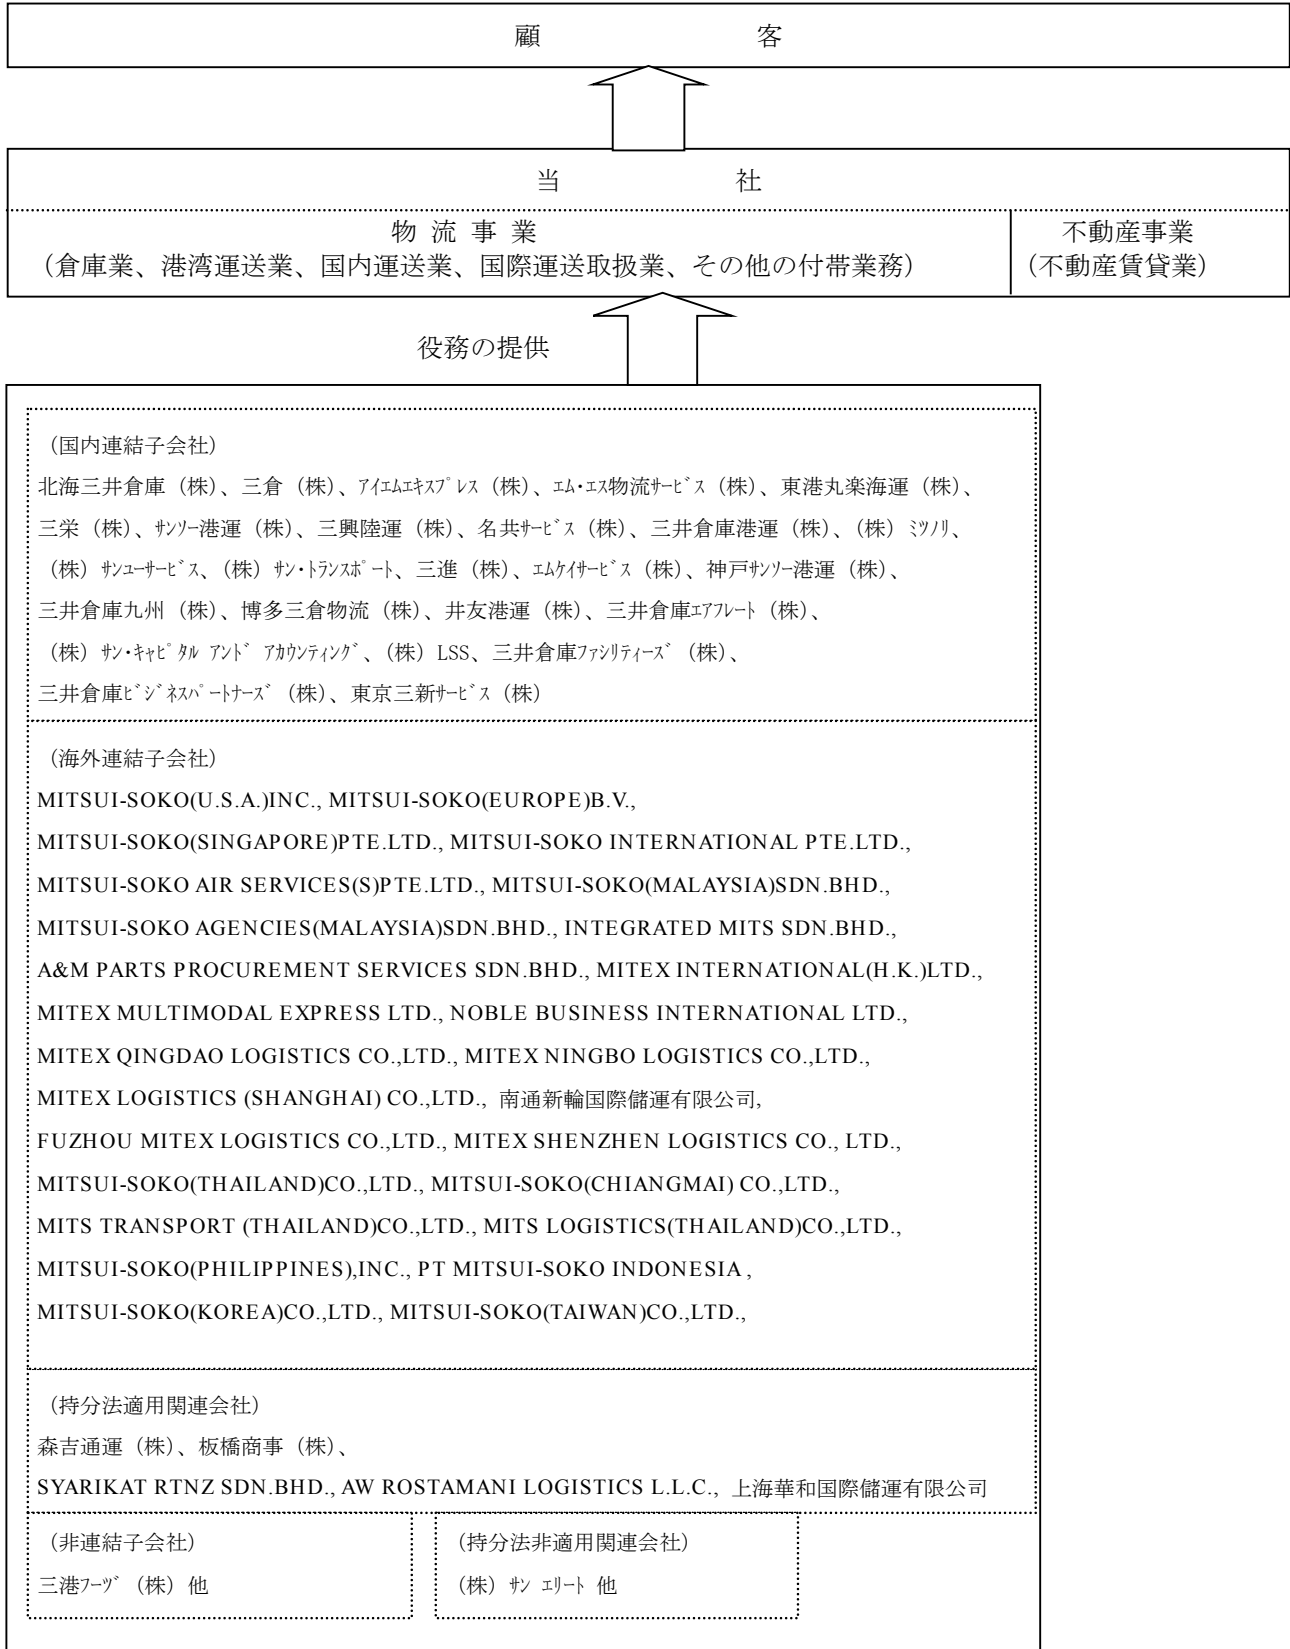 顧 客
当 社
物 流 事 業
（倉庫業、港湾運送業、国内運送業、国際運送取扱業、その他の付帯業務）
不動産事業
（不動産賃貸業）
役務の提供
（国内連結子会社）
北海三井倉庫（株）、三倉（株）、ｱｲｴﾑｴｷｽﾌﾟﾚｽ（株）、ｴﾑ･ｴｽ物流ｻｰﾋﾞｽ（株）、東港丸楽海運（株）、
三栄（株）、ｻﾝｿｰ港運（株）、三興陸運（株）、名共ｻｰﾋﾞｽ（株）、三井倉庫港運（株）、（株）ﾐﾂﾉﾘ、
（株）ｻﾝﾕｰｻｰﾋﾞｽ、（株）ｻﾝ･ﾄﾗﾝｽﾎﾟｰﾄ、三進（株）、ｴﾑｹｲｻｰﾋﾞｽ（株）、神戸ｻﾝｿｰ港運（株）、
三井倉庫九州（株）、博多三倉物流（株）、井友港運（株）、三井倉庫ｴｱﾌﾚｰﾄ（株）、
（株）ｻﾝ･ｷｬﾋﾟﾀﾙ ｱﾝﾄﾞ ｱｶｳﾝﾃｨﾝｸﾞ、（株）LSS、三井倉庫ﾌｧｼﾘﾃｨｰｽﾞ（株）、
三井倉庫ﾋﾞｼﾞﾈｽﾊﾟｰﾄﾅｰｽﾞ（株）、東京三新ｻｰﾋﾞｽ（株）
（海外連結子会社）
MITSUI-SOKO(U.S.A.)INC., MITSUI-SOKO(EUROPE)B.V.,
MITSUI-SOKO(SINGAPORE)PTE.LTD., MITSUI-SOKO INTERNATIONAL PTE.LTD.,
MITSUI-SOKO AIR SERVICES(S)PTE.LTD., MITSUI-SOKO(MALAYSIA)SDN.BHD.,
MITSUI-SOKO AGENCIES(MALAYSIA)SDN.BHD., INTEGRATED MITS SDN.BHD.,
A&M PARTS PROCUREMENT SERVICES SDN.BHD., MITEX INTERNATIONAL(H.K.)LTD.,
MITEX MULTIMODAL EXPRESS LTD., NOBLE BUSINESS INTERNATIONAL LTD.,
MITEX QINGDAO LOGISTICS CO.,LTD., MITEX NINGBO LOGISTICS CO.,LTD.,
MITEX LOGISTICS (SHANGHAI) CO.,LTD., 南通新輪国際儲運有限公司,
FUZHOU MITEX LOGISTICS CO.,LTD., MITEX SHENZHEN LOGISTICS CO., LTD.,
MITSUI-SOKO(THAILAND)CO.,LTD., MITSUI-SOKO(CHIANGMAI) CO.,LTD.,
MITS TRANSPORT (THAILAND)CO.,LTD., MITS LOGISTICS(THAILAND)CO.,LTD.,
MITSUI-SOKO(PHILIPPINES),INC., PT MITSUI-SOKO INDONESIA ,
MITSUI-SOKO(KOREA)CO.,LTD., MITSUI-SOKO(TAIWAN)CO.,LTD.,
（持分法適用関連会社）
森吉通運（株）、板橋商事（株）、
SYARIKAT RTNZ SDN.BHD., AW ROSTAMANI LOGISTICS L.L.C., 上海華和国際儲運有限公司
（非連結子会社）
三港ﾌｰﾂﾞ（株）他
（持分法非適用関連会社）
（株）ｻﾝ ｴﾘｰﾄ 他